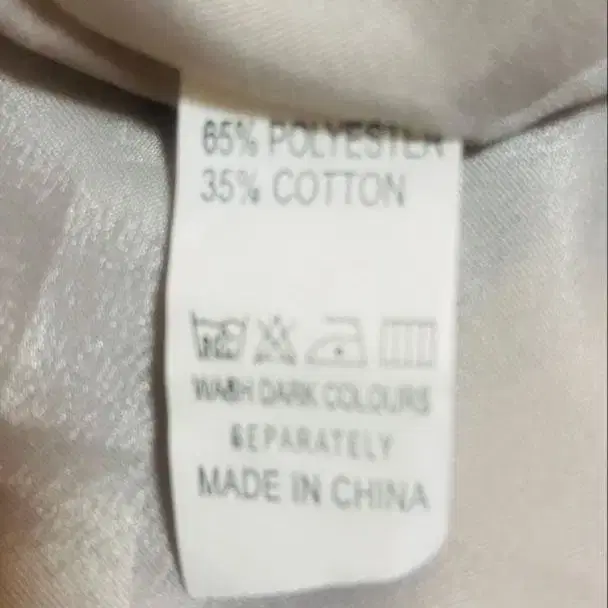 65% POLYESTER
35% COTTON
WASH DARK COLOURS
SEPARATELY
MADE IN CHINA